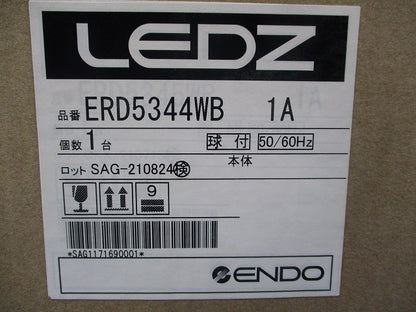 LEDZ
品番 ERD5344WB 1A
個数 1 台 球付 50/60Hz
本体
ロット SAG-210824 検
9
*SAG1171690001*
ENDO